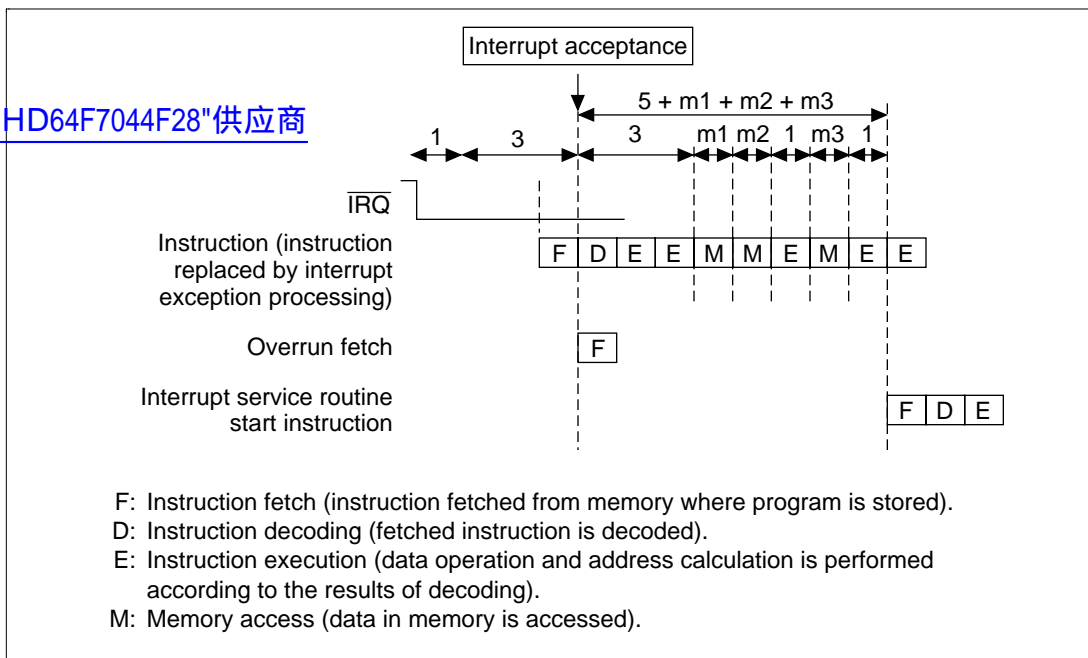 Interrupt acceptance
HD64F7044F28"供应商
5 + m1 + m2 + m3
1 3 3 m1 m2 1 m3 1
IRQ
Instruction (instruction
replaced by interrupt
exception processing)
F D E E M M E M E E
Overrun fetch
F
Interrupt service routine
start instruction
F D E
F: Instruction fetch (instruction fetched from memory where program is stored).
D: Instruction decoding (fetched instruction is decoded).
E: Instruction execution (data operation and address calculation is performed
according to the results of decoding).
M: Memory access (data in memory is accessed).